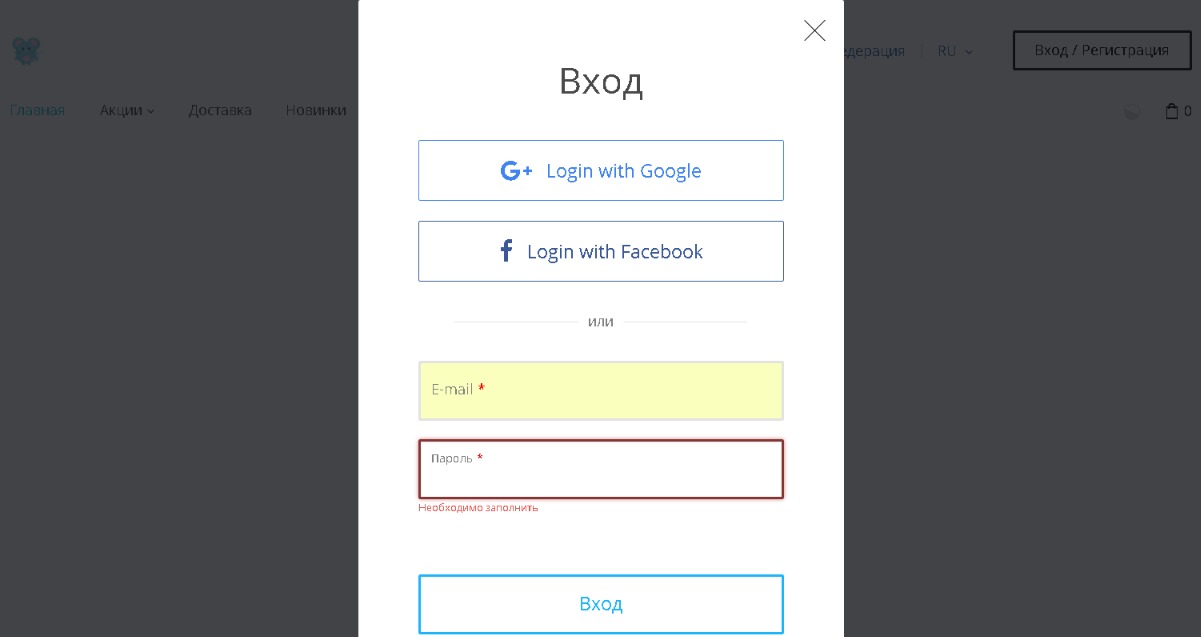 Вход
Login with Google
Login with Facebook
или
E-mail *
Пароль *
Необходимо заполнить
Вход
RU
Вход / Регистрация
Главная
Акции
Доставка
Новинки
0